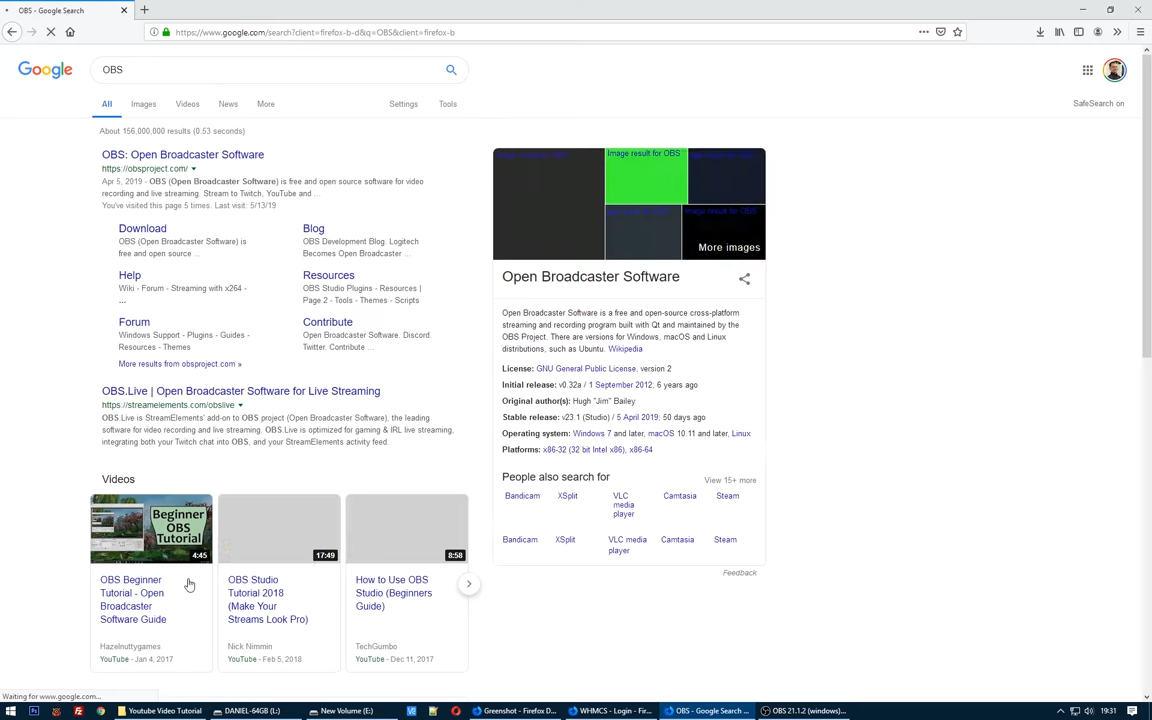 OBS - Google Search
https://www.google.com/search?client=firefox-b-d&q=OBS&client=firefox-b
Google
OBS
All Images Videos News More Settings Tools
SafeSearch on
About 156,000,000 results (0.53 seconds)
OBS: Open Broadcaster Software
https://obsproject.com/
Apr 5, 2019 - OBS (Open Broadcaster Software) is free and open source software for video
recording and live streaming. Stream to Twitch, YouTube and ...
You've visited this page 5 times. Last visit: 5/13/19
Download
OBS (Open Broadcaster Software) is
free and open source ...
Blog
OBS Development Blog. Logitech
Becomes Open Broadcaster ...
Help
Wiki - Forum - Streaming with x264 -
...
Resources
OBS Studio Plugins - Resources |
Page 2 - Tools - Themes - Scripts
Forum
Windows Support - Plugins - Guides -
Resources - Themes
Contribute
Open Broadcaster Software. Discord.
Twitter. Contribute ...
More results from obsproject.com »
OBS.Live | Open Broadcaster Software for Live Streaming
https://streamelements.com/obslive
OBS.Live is StreamElements' add-on to OBS project (Open Broadcaster Software), the leading
software for video recording and live streaming. OBS.Live is optimized for gaming & IRL live streaming,
integrating both your Twitch chat into OBS, and your StreamElements activity feed.
Videos
Beginner
OBS
Tutorial
4:45
OBS Beginner
Tutorial - Open
Broadcaster
Software Guide
Hazelnuttygames
YouTube - Jan 4, 2017
17:49
OBS Studio
Tutorial 2018
(Make Your
Streams Look Pro)
Nick Nimmin
YouTube - Feb 5, 2018
8:58
How to Use OBS
Studio (Beginners
Guide)
TechGumbo
YouTube - Dec 11, 2017
Image result for OBS
Image result for OBS
Image result for OBS
Image result for OBS
Image result for OBS
More images
Open Broadcaster Software
Open Broadcaster Software is a free and open-source cross-platform
streaming and recording program built with Qt and maintained by the
OBS Project. There are versions for Windows, macOS and Linux
distributions, such as Ubuntu. Wikipedia
License: GNU General Public License, version 2
Initial release: v0.32a / 1 September 2012; 6 years ago
Original author(s): Hugh "Jim" Bailey
Stable release: v23.1 (Studio) / 5 April 2019; 50 days ago
Operating system: Windows 7 and later, macOS 10.11 and later, Linux
Platforms: x86-32 (32 bit Intel x86), x86-64
People also search for
View 15+ more
Bandicam XSplit VLC media player Camtasia Steam
Bandicam XSplit VLC media player Camtasia Steam
Feedback
Waiting for www.google.com...
Youtube Video Tutorial
DANIEL-64GB (L:)
New Volume (E:)
Greenshot - Firefox D...
WHMCS - Login - Fir...
OBS - Google Search ...
OBS 21.1.2 (windows)...
19:31